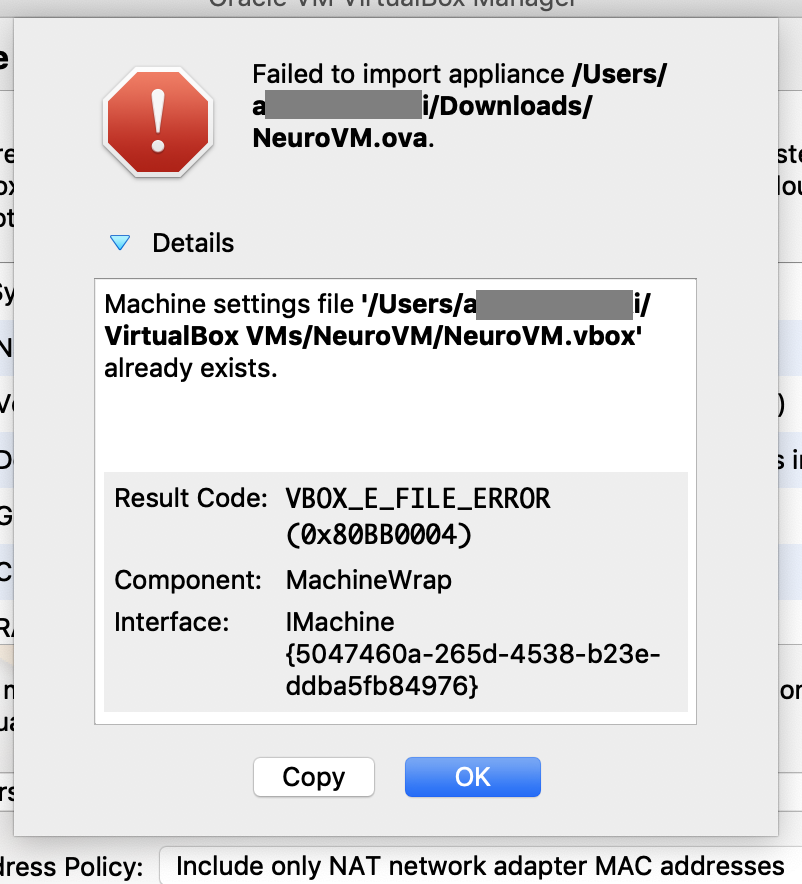 Oracle VM VirtualBox Manager
Failed to import appliance /Users/
a i/Downloads/
NeuroVM.ova.
Details
Machine settings file '/Users/a i/
VirtualBox VMs/NeuroVM/NeuroVM.vbox'
already exists.
Result Code: VBOX_E_FILE_ERROR
(0x80BB0004)
Component: MachineWrap
Interface: IMachine
{5047460a-265d-4538-b23e-
ddba5fb84976}
Copy OK
dress Policy: Include only NAT network adapter MAC addresses